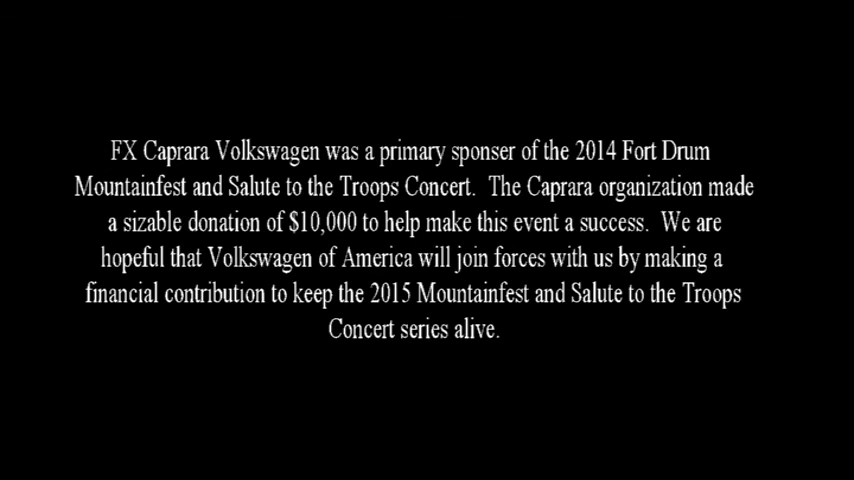 FX Caprara Volkswagen was a primary sponser of the 2014 Fort Drum
Mountainfest and Salute to the Troops Concert.  The Caprara organization made
a sizable donation of $10,000 to help make this event a success.  We are
hopeful that Volkswagen of America will join forces with us by making a
financial contribution to keep the 2015 Mountainfest and Salute to the Troops
Concert series alive.